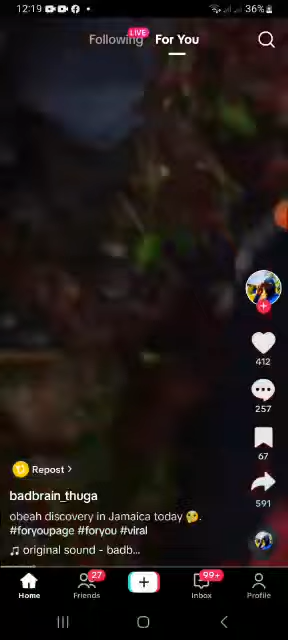 12:19
36%
LIVE
Following For You
412
257
67
591
Repost >
badbrain_thuga
obeah discovery in Jamaica today 🤔.
#foryoupage #foryou #viral
original sound - badb...
27
99+
Home Friends Inbox Profile